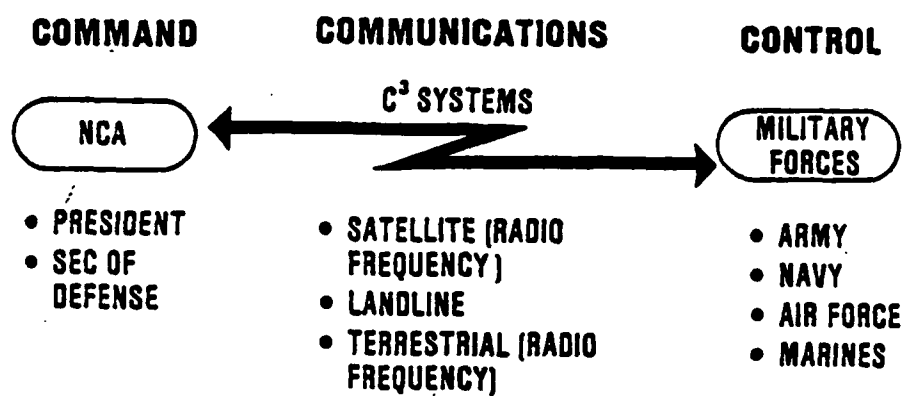 COMMAND COMMUNICATIONS CONTROL
C³ SYSTEMS
NCA
MILITARY
FORCES
• PRESIDENT
• SEC OF
DEFENSE
• SATELLITE (RADIO
FREQUENCY)
• LANDLINE
• TERRESTRIAL (RADIO
FREQUENCY)
• ARMY
• NAVY
• AIR FORCE
• MARINES